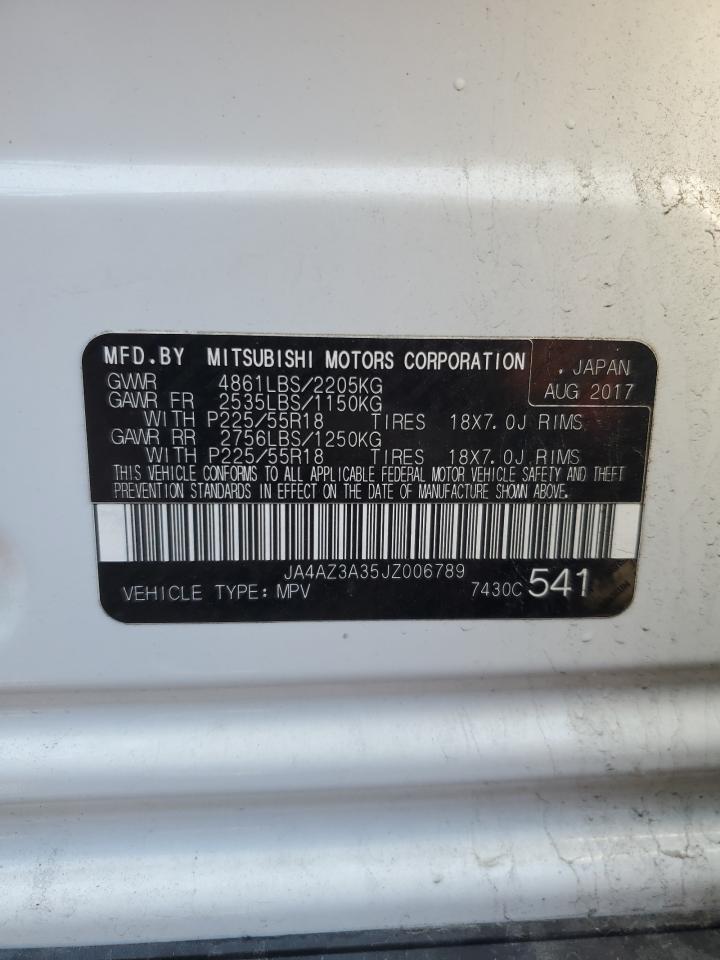 MFD.BY MITSUBISHI MOTORS CORPORATION . JAPAN
GVWR 4861LBS/2205KG AUG 2017
GAWR FR 2535LBS/1150KG
WITH P225/55R18 TIRES 18X7.0J RIMS
GAWR RR 2756LBS/1250KG
WITH P225/55R18 TIRES 18X7.0J RIMS
THIS VEHICLE CONFORMS TO ALL APPLICABLE FEDERAL MOTOR VEHICLE SAFETY AND THEFT
PREVENTION STANDARDS IN EFFECT ON THE DATE OF MANUFACTURE SHOWN ABOVE.
JA4AZ3A35JZ006789
VEHICLE TYPE: MPV 7430C 541